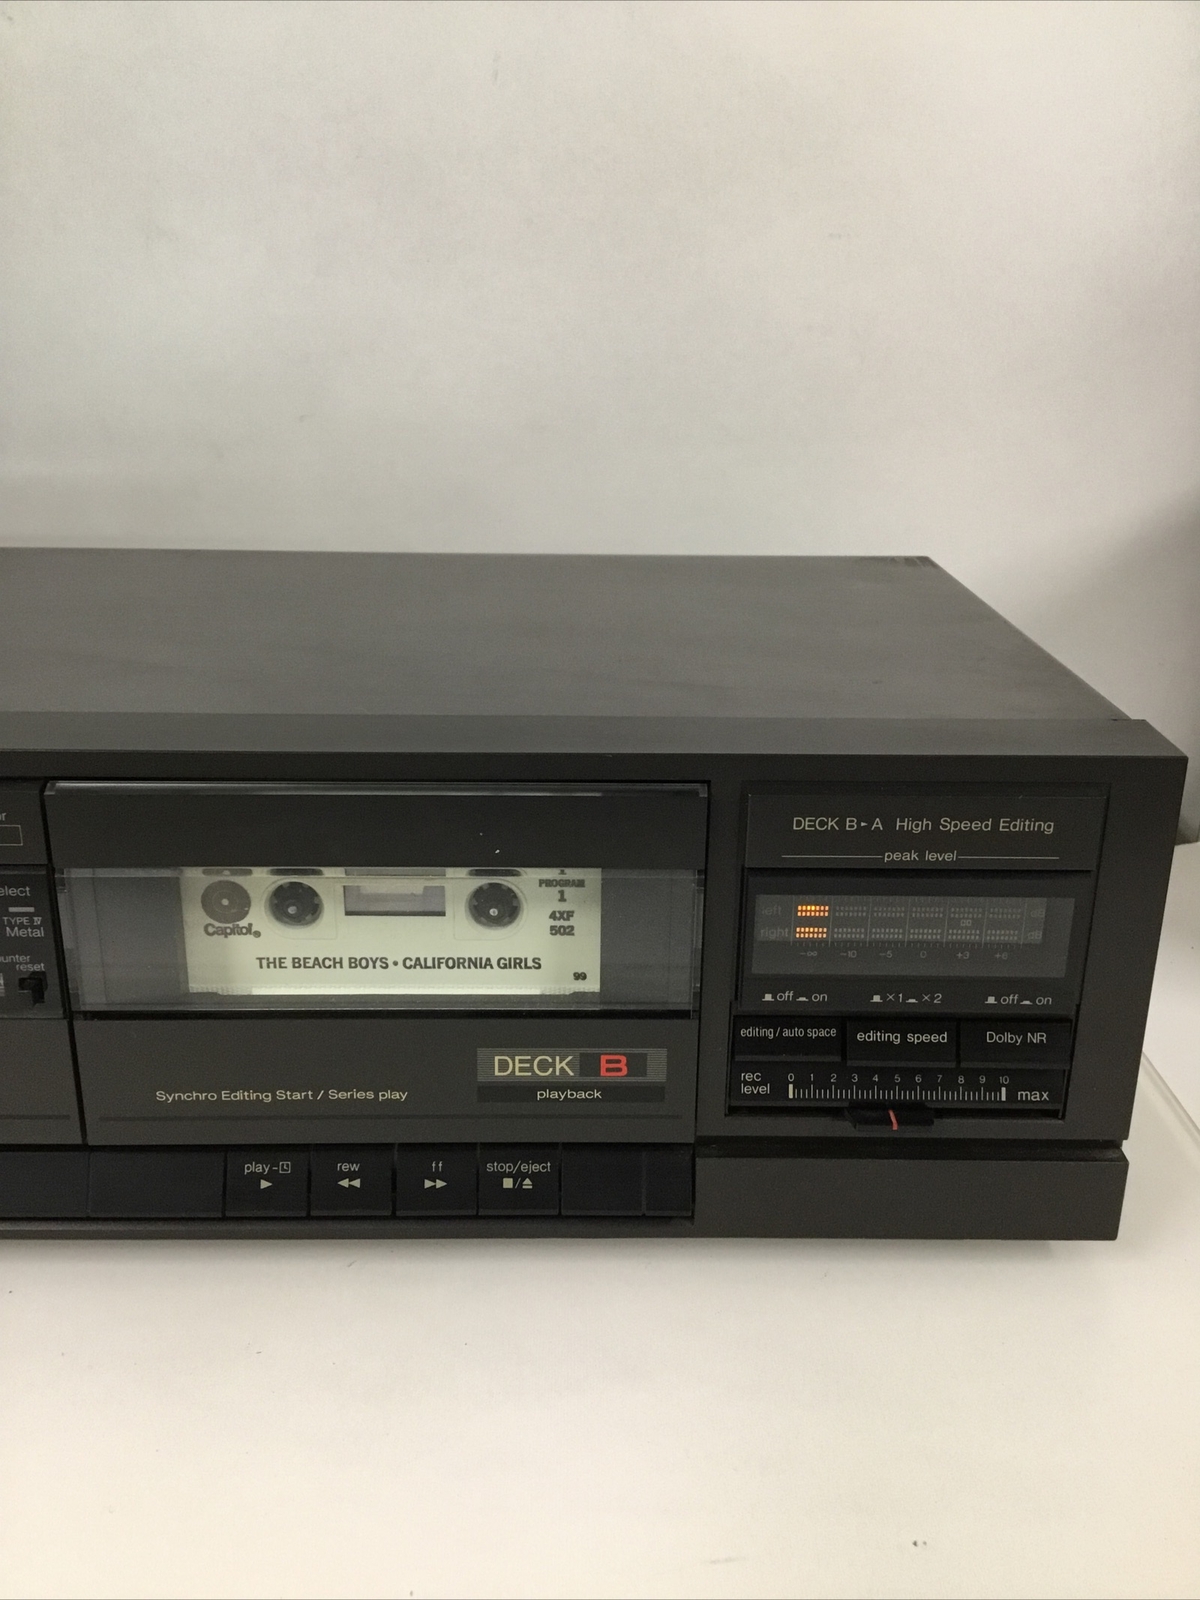 TYPE IV
Metal
reset
PROGRAM
1
4XF
502
Capitol®
THE BEACH BOYS • CALIFORNIA GIRLS
99
DECK B
playback
Synchro Editing Start / Series play
play-
rew
ff
stop/eject
DECK B▸A High Speed Editing
peak level
left dB
right dB
-∞ -10 -5 0 +3 +6
off on ×1 ×2 off on
editing / auto space editing speed Dolby NR
rec level 0 1 2 3 4 5 6 7 8 9 10 max